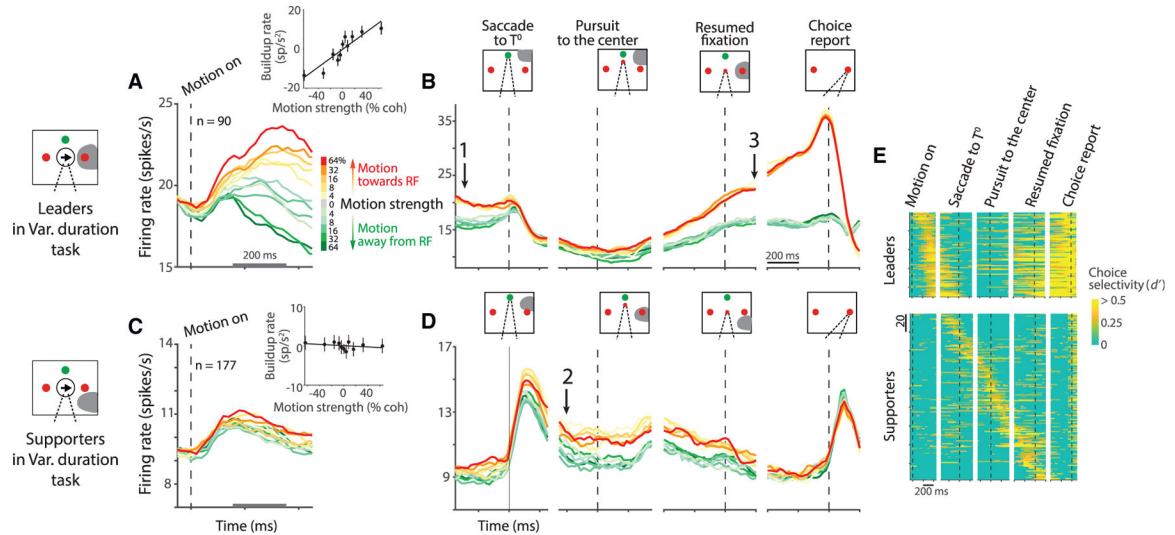 A
Motion on
n = 90
Firing rate (spikes/s)
25
22
19
15
200 ms
Leaders
in Var. duration
task
Buildup rate
(sp/s²)
20
0
-20
-40
0
40
Motion strength (% coh)
64%
32
16
8
4
0
4
8
16
32
64
Motion
towards RF
Motion strength
Motion
away from RF
B
Saccade
to T⁰
Pursuit
to the center
Resumed
fixation
Choice
report
1
3
35
25
15
200 ms
C
Motion on
n = 177
Firing rate (spikes/s)
14
11
9
8
Time (ms)
Supporters
in Var. duration
task
Buildup rate
(sp/s²)
10
0
-10
-40
0
40
Motion strength (% coh)
D
2
17
13
9
Time (ms)
E
Motion on
Saccade to T⁰
Pursuit to the center
Resumed fixation
Choice report
Leaders
Supporters
20
200 ms
Choice
selectivity (d')
> 0.5
0.25
0